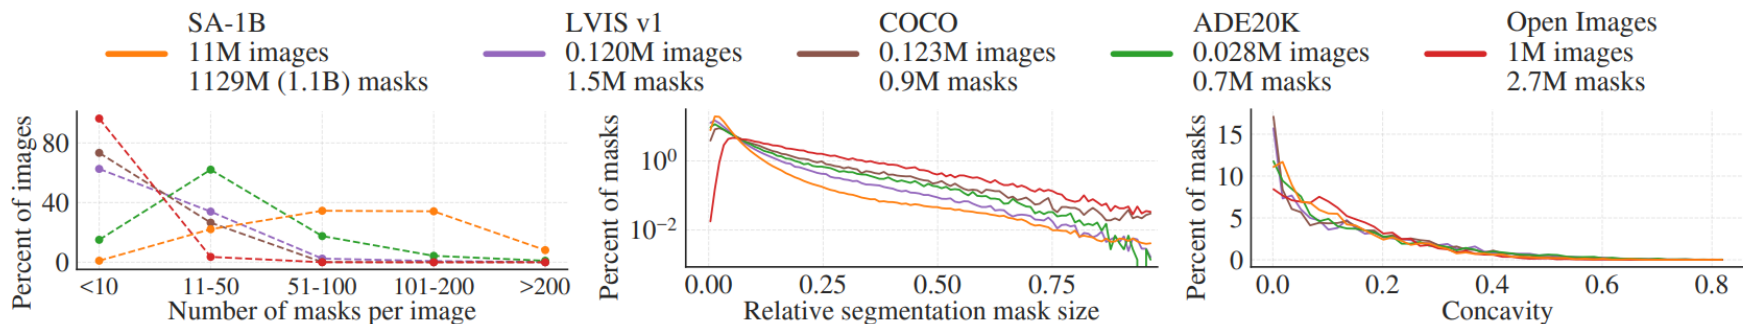 SA-1B
11M images
1129M (1.1B) masks
LVIS v1
0.120M images
1.5M masks
COCO
0.123M images
0.9M masks
ADE20K
0.028M images
0.7M masks
Open Images
1M images
2.7M masks
Percent of images
80
40
0
<10 11-50 51-100 101-200 >200
Number of masks per image
Percent of masks
10⁰
10⁻²
0.00 0.25 0.50 0.75
Relative segmentation mask size
Percent of masks
15
10
5
0
0.0 0.2 0.4 0.6 0.8
Concavity